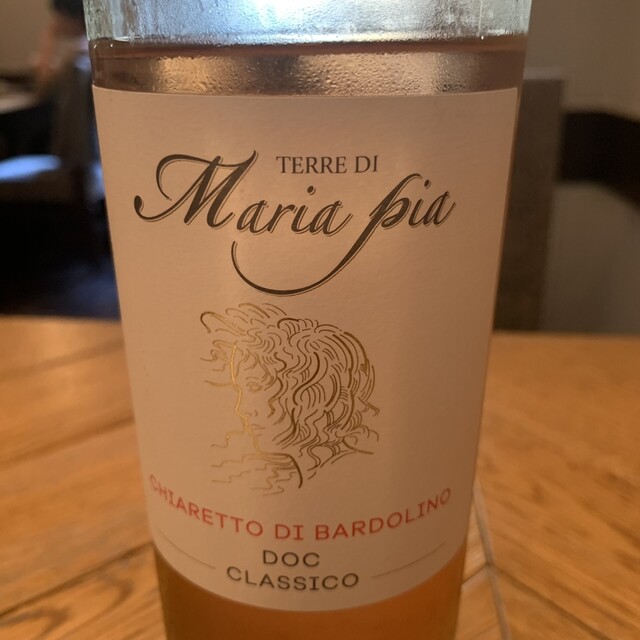 TERRE DI
Maria pia
CHIARETTO DI BARDOLINO
DOC
CLASSICO